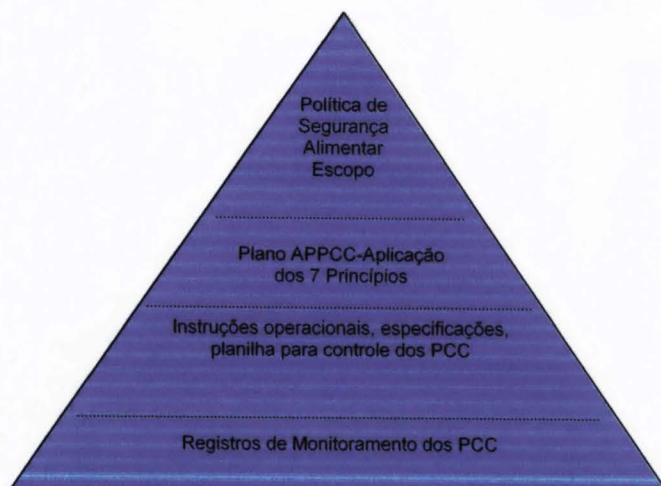 Política de
Segurança
Alimentar
Escopo
Plano APPCC-Aplicação
dos 7 Princípios
Instruções operacionais, especificações,
planilha para controle dos PCC
Registros de Monitoramento dos PCC